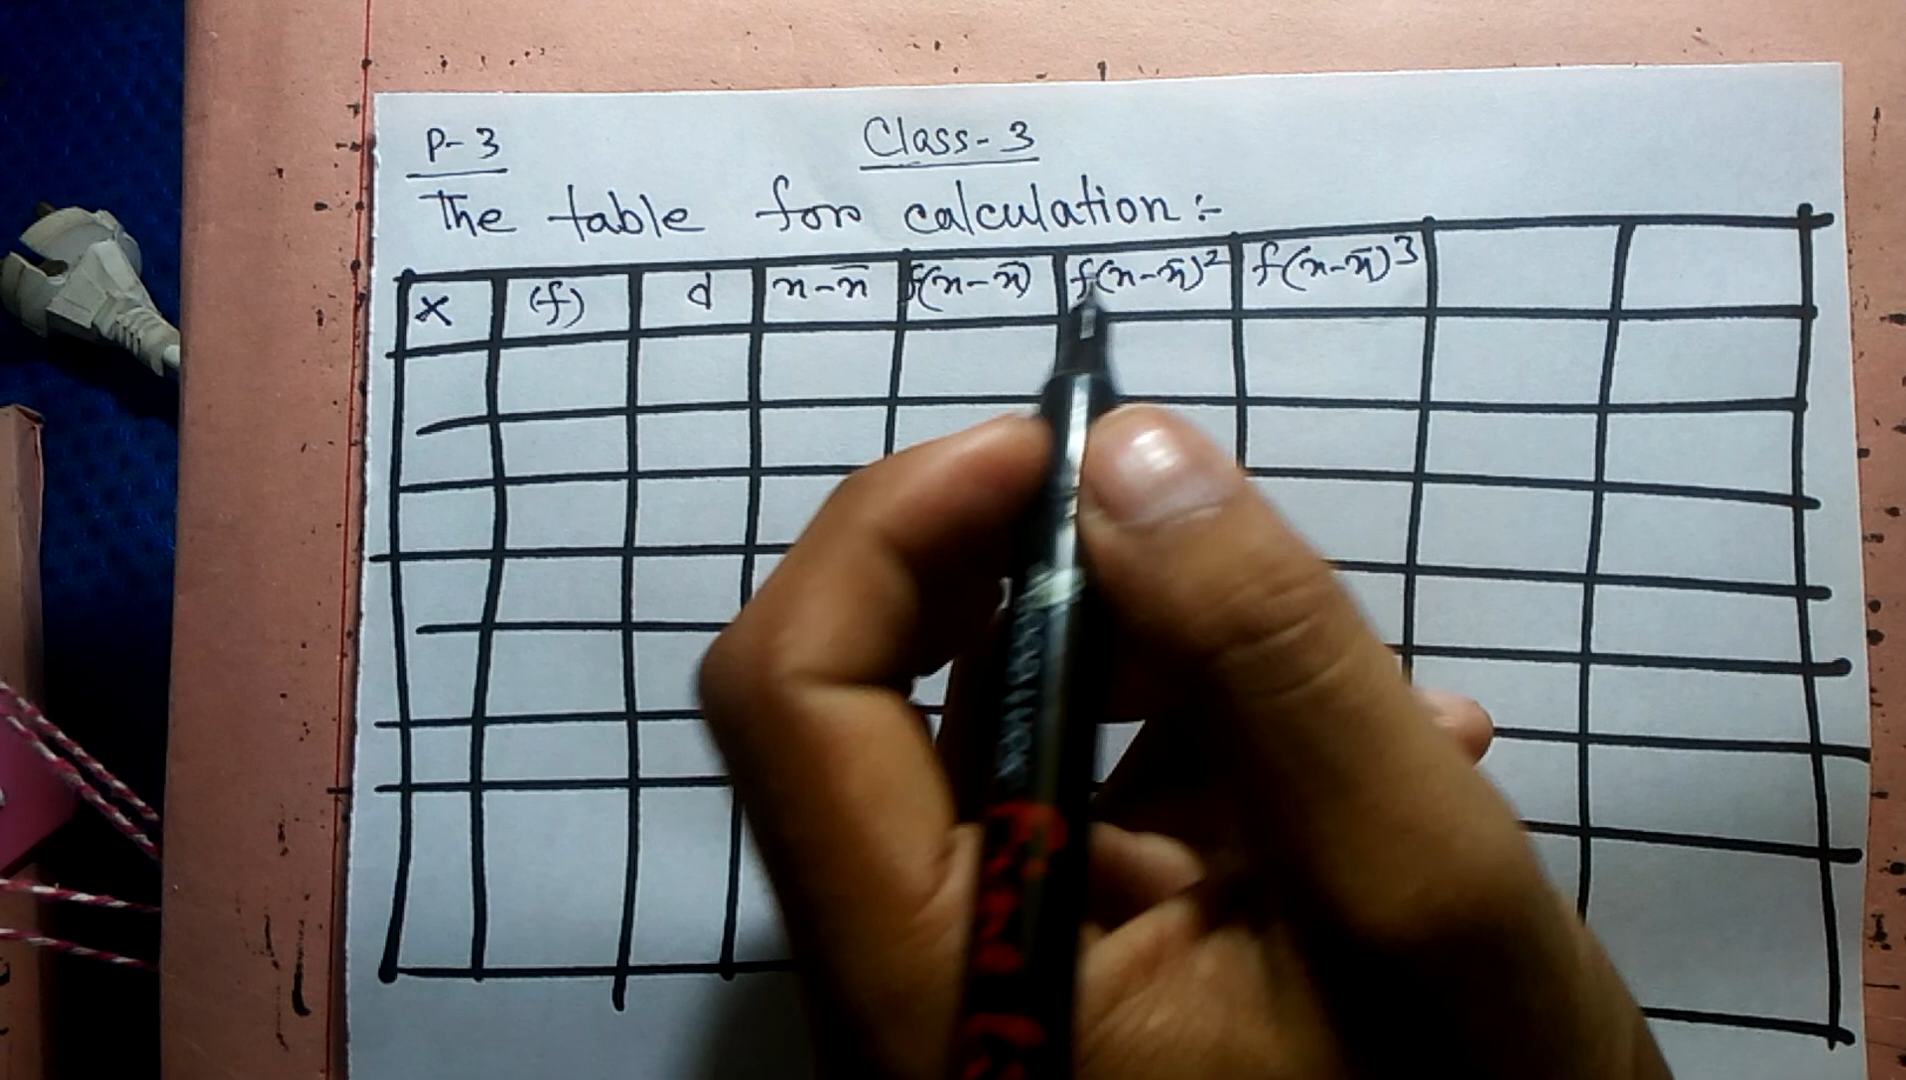 P-3
Class-3
The table for calculation:-
x (f) d x-x̄ f(x-x̄) f(x-x̄)² f(x-x̄)³